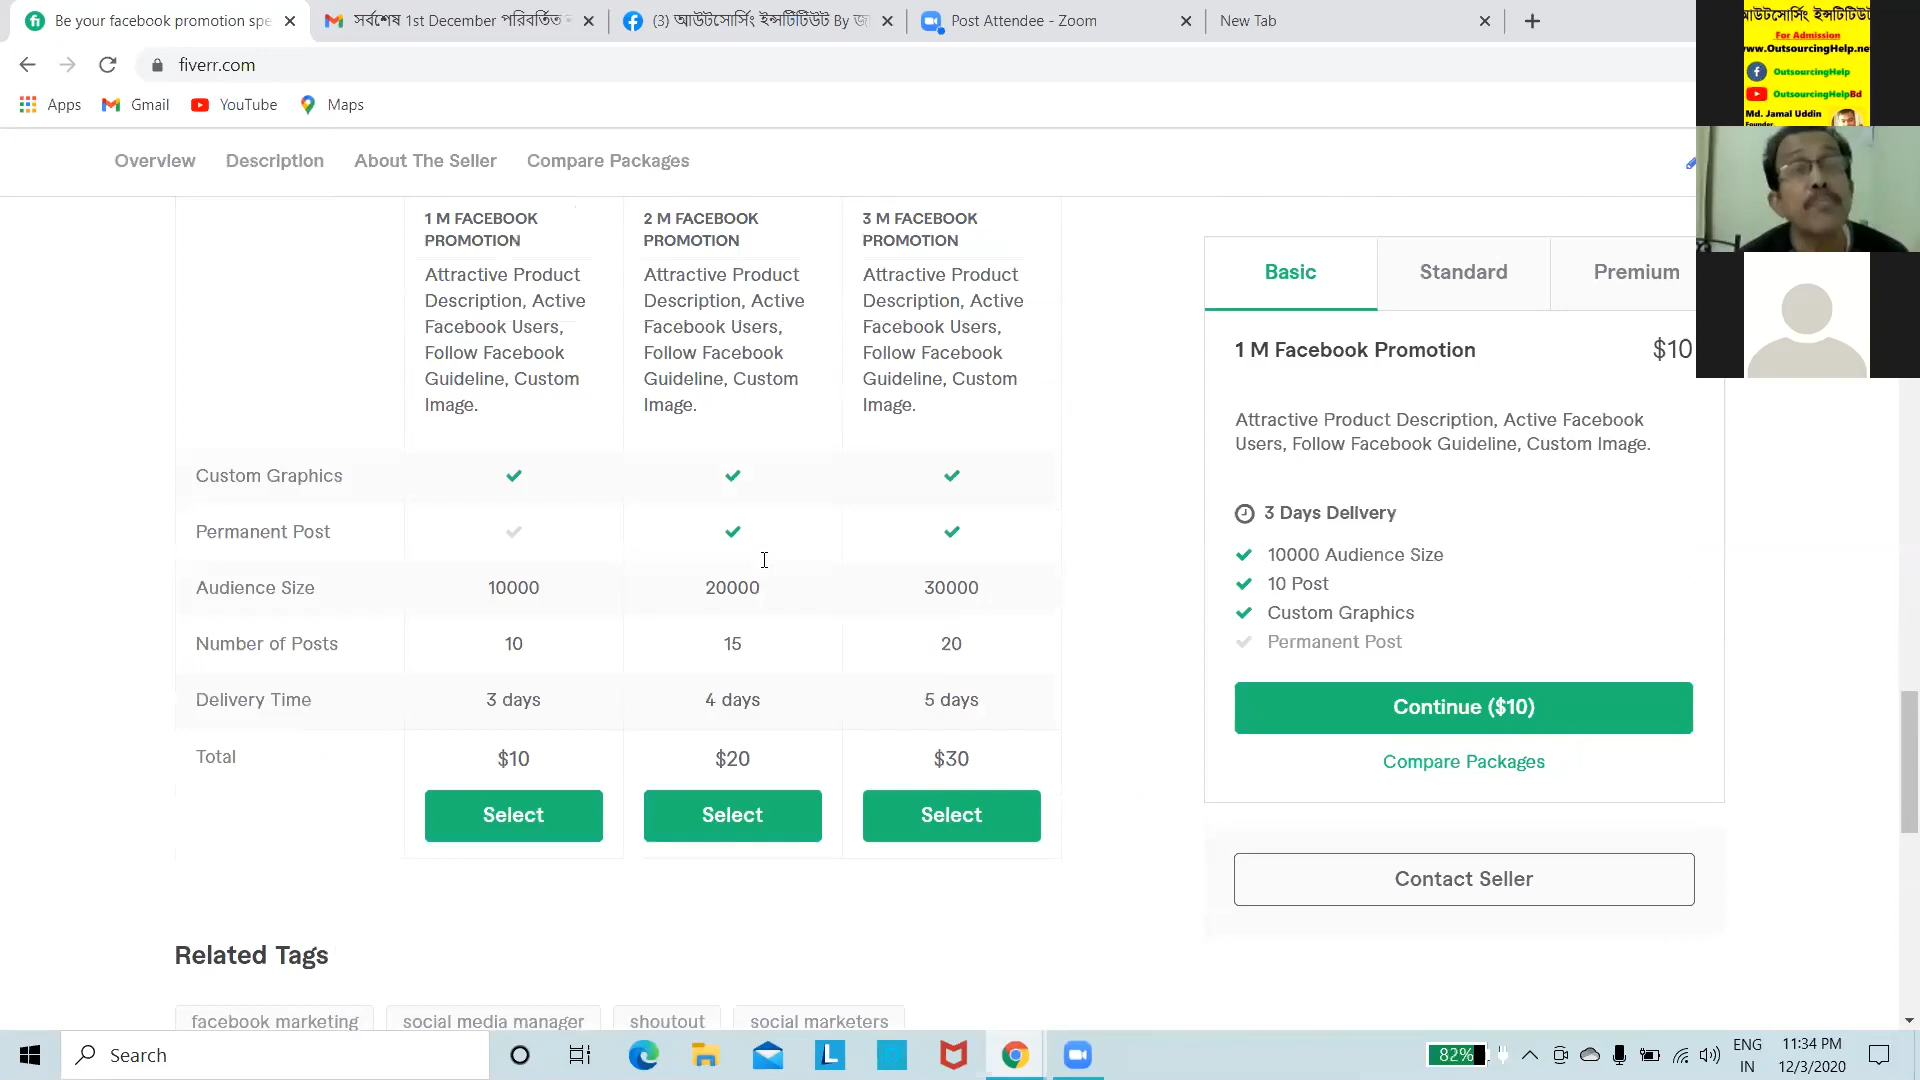 Be your facebook promotion spe
সর্বশেষ 1st December পরিবর্তিত
(3) আউটসোর্সিং ইন্সটিটিউট By জা
Post Attendee - Zoom
New Tab
fiverr.com
Apps
Gmail
YouTube
Maps
Overview
Description
About The Seller
Compare Packages
1 M FACEBOOK
PROMOTION
2 M FACEBOOK
PROMOTION
3 M FACEBOOK
PROMOTION
Attractive Product
Description, Active
Facebook Users,
Follow Facebook
Guideline, Custom
Image.
Attractive Product
Description, Active
Facebook Users,
Follow Facebook
Guideline, Custom
Image.
Attractive Product
Description, Active
Facebook Users,
Follow Facebook
Guideline, Custom
Image.
Custom Graphics
Permanent Post
Audience Size 10000 20000 30000
Number of Posts 10 15 20
Delivery Time 3 days 4 days 5 days
Total $10 $20 $30
Select Select Select
Related Tags
facebook marketing
social media manager
shoutout
social marketers
Basic
Standard
Premium
1 M Facebook Promotion $10
Attractive Product Description, Active Facebook
Users, Follow Facebook Guideline, Custom Image.
3 Days Delivery
10000 Audience Size
10 Post
Custom Graphics
Permanent Post
Continue ($10)
Compare Packages
Contact Seller
আউটসোর্সিং ইন্সটিটিউট
For Admission
www.OutsourcingHelp.ne
OutsourcingHelp
OutsourcingHelpBd
Md. Jamal Uddin
Founder
Search
82%
ENG
IN
11:34 PM
12/3/2020